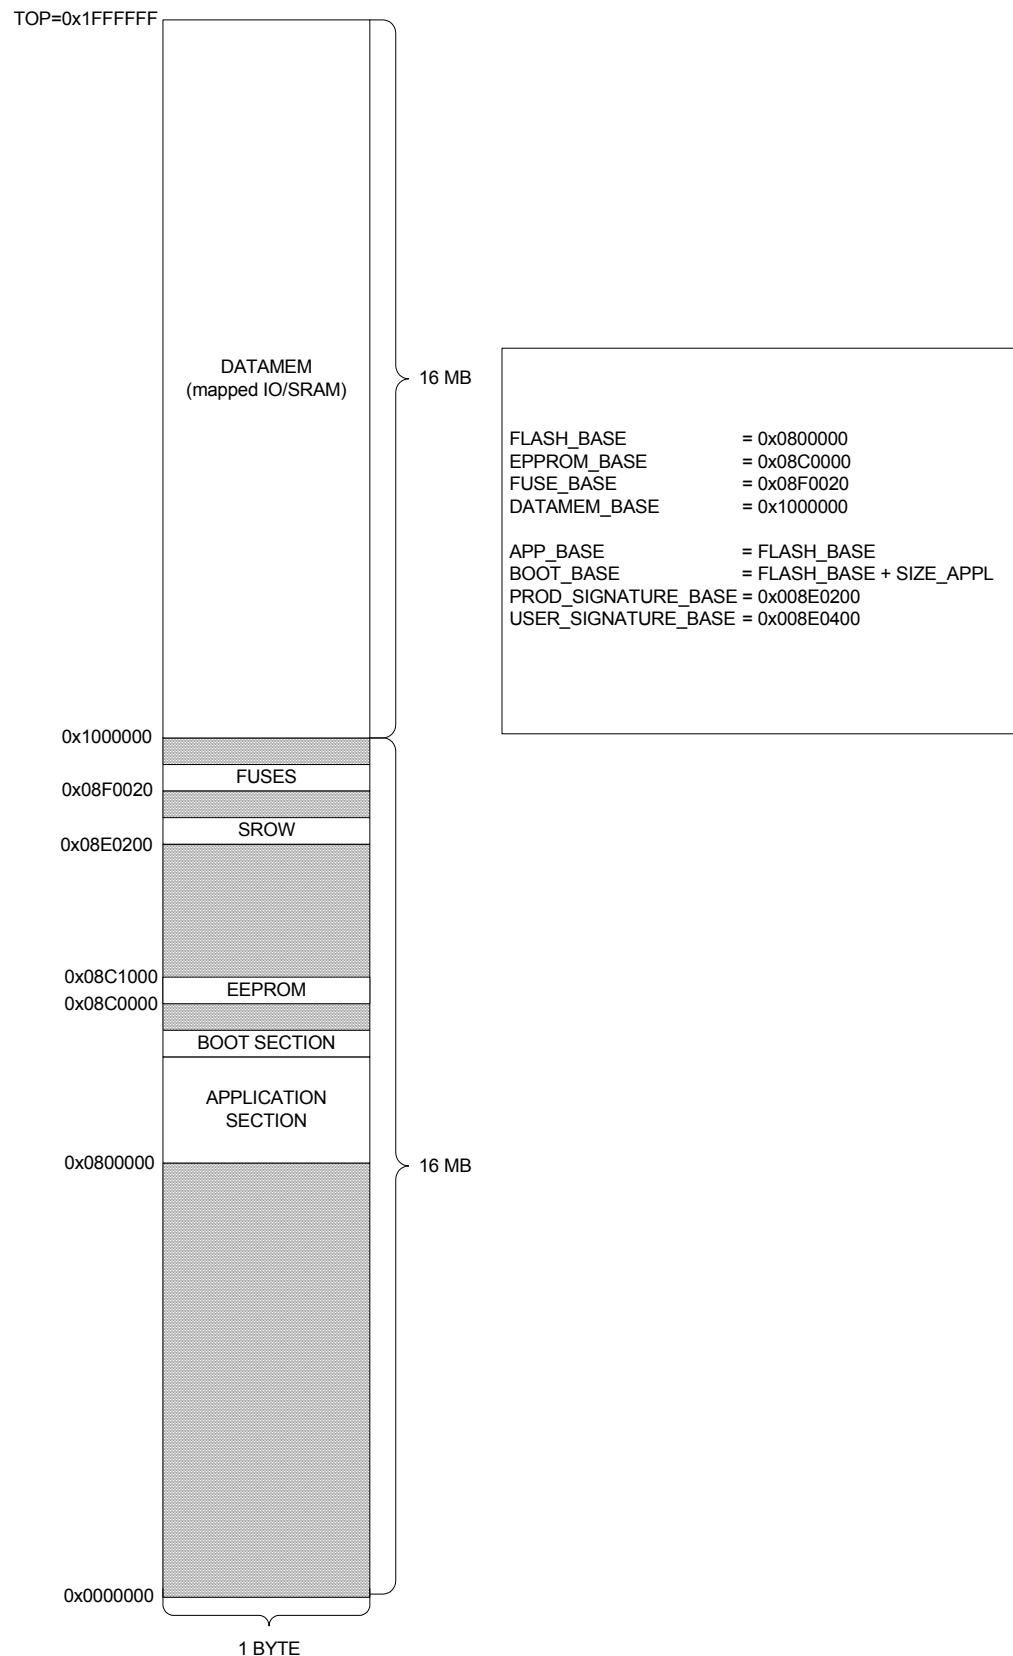 TOP=0x1FFFFFF
DATAMEM
(mapped IO/SRAM)
16 MB
FLASH_BASE = 0x0800000
EPPROM_BASE = 0x08C0000
FUSE_BASE = 0x08F0020
DATAMEM_BASE = 0x1000000
APP_BASE = FLASH_BASE
BOOT_BASE = FLASH_BASE + SIZE_APPL
PROD_SIGNATURE_BASE = 0x008E0200
USER_SIGNATURE_BASE = 0x008E0400
0x1000000
FUSES
0x08F0020
SROW
0x08E0200
0x08C1000
EEPROM
0x08C0000
BOOT SECTION
APPLICATION
SECTION
0x0800000
16 MB
0x0000000
1 BYTE